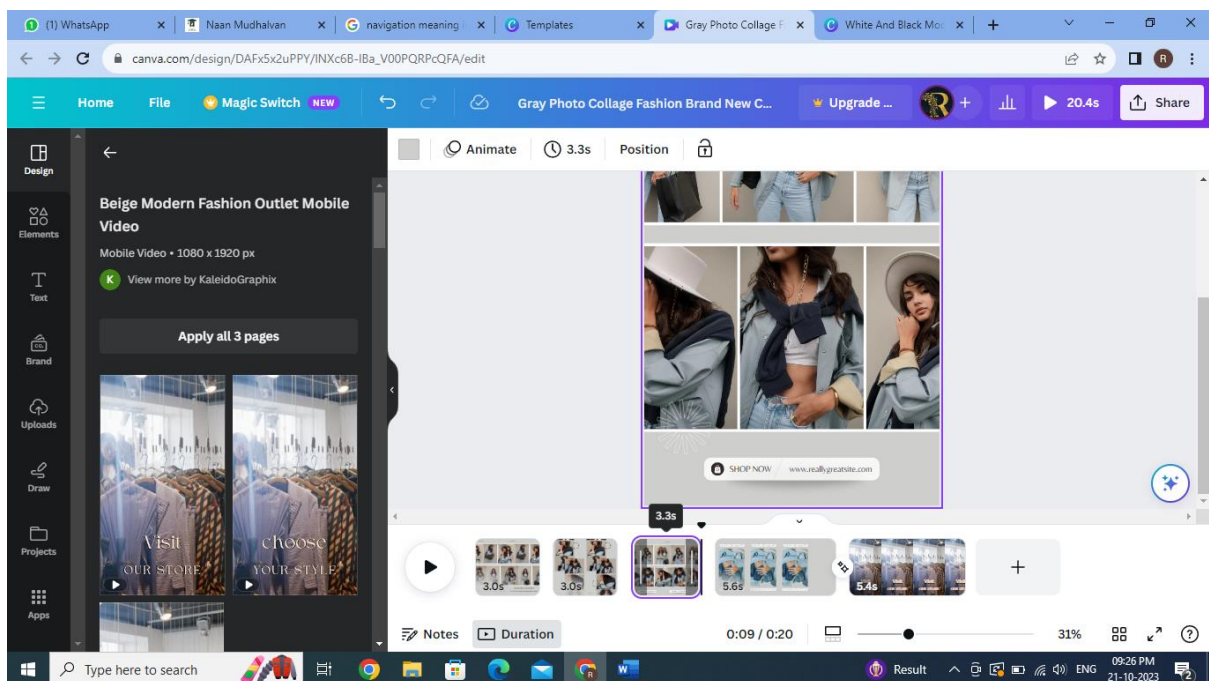 (1) WhatsApp
Naan Mudhalvan
navigation meaning
Templates
Gray Photo Collage F
White And Black Moc
canva.com/design/DAFx5x2uPPY/INXc6B-IBa_V00PQRPcQFA/edit
R
Home File Magic Switch NEW Gray Photo Collage Fashion Brand New C... Upgrade ... 20.4s Share
Design
Elements
Text
Brand
Uploads
Draw
Projects
Apps
Beige Modern Fashion Outlet Mobile
Video
Mobile Video • 1080 x 1920 px
K View more by KaleidoGraphix
Apply all 3 pages
Visit
OUR STORE
choose
YOUR STYLE
Animate 3.3s Position
SHOP NOW www.reallygreatsite.com
3.3s
3.0s 3.0s 5.6s 5.4s
Notes Duration 0:09 / 0:20 31%
Type here to search Result ENG 09:26 PM
21-10-2023
2